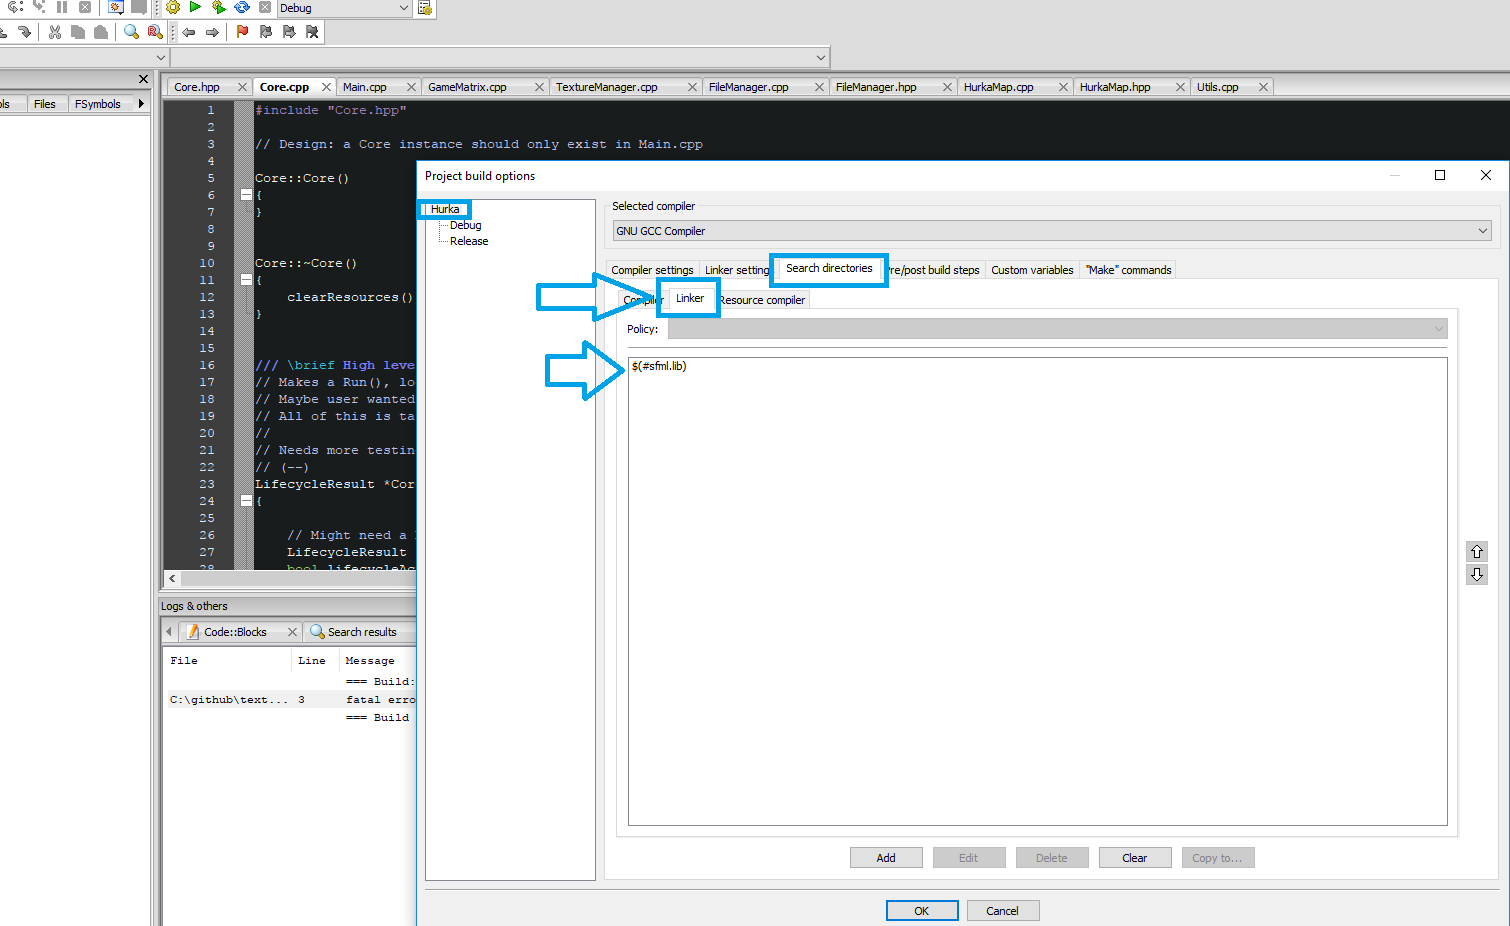 Debug
Core.hpp Core.cpp Main.cpp GameMatrix.cpp TextureManager.cpp FileManager.cpp FileManager.hpp HurkaMap.cpp HurkaMap.hpp Utils.cpp
ols Files FSymbols
1 #include "Core.hpp"
2
3 // Design: a Core instance should only exist in Main.cpp
4
5 Core::Core()
6 {
7 }
8
9
10 Core::~Core()
11 {
12 clearResources()
13 }
14
15
16 /// \brief High leve
17 // Makes a Run(), lo
18 // Maybe user wanted
19 // All of this is ta
20 //
21 // Needs more testin
22 // (--)
23 LifecycleResult *Cor
24 {
25
26 // Might need a
27 LifecycleResult
28 bool lifecycleAc
Logs & others
Code::Blocks Search results
File Line Message
=== Build:
C:\github\text... 3 fatal erro
=== Build
Project build options
Hurka
Debug
Release
Selected compiler
GNU GCC Compiler
Compiler settings Linker setting Search directories Pre/post build steps Custom variables "Make" commands
Compiler Linker Resource compiler
Policy:
$(#sfml.lib)
Add Edit Delete Clear Copy to...
OK Cancel